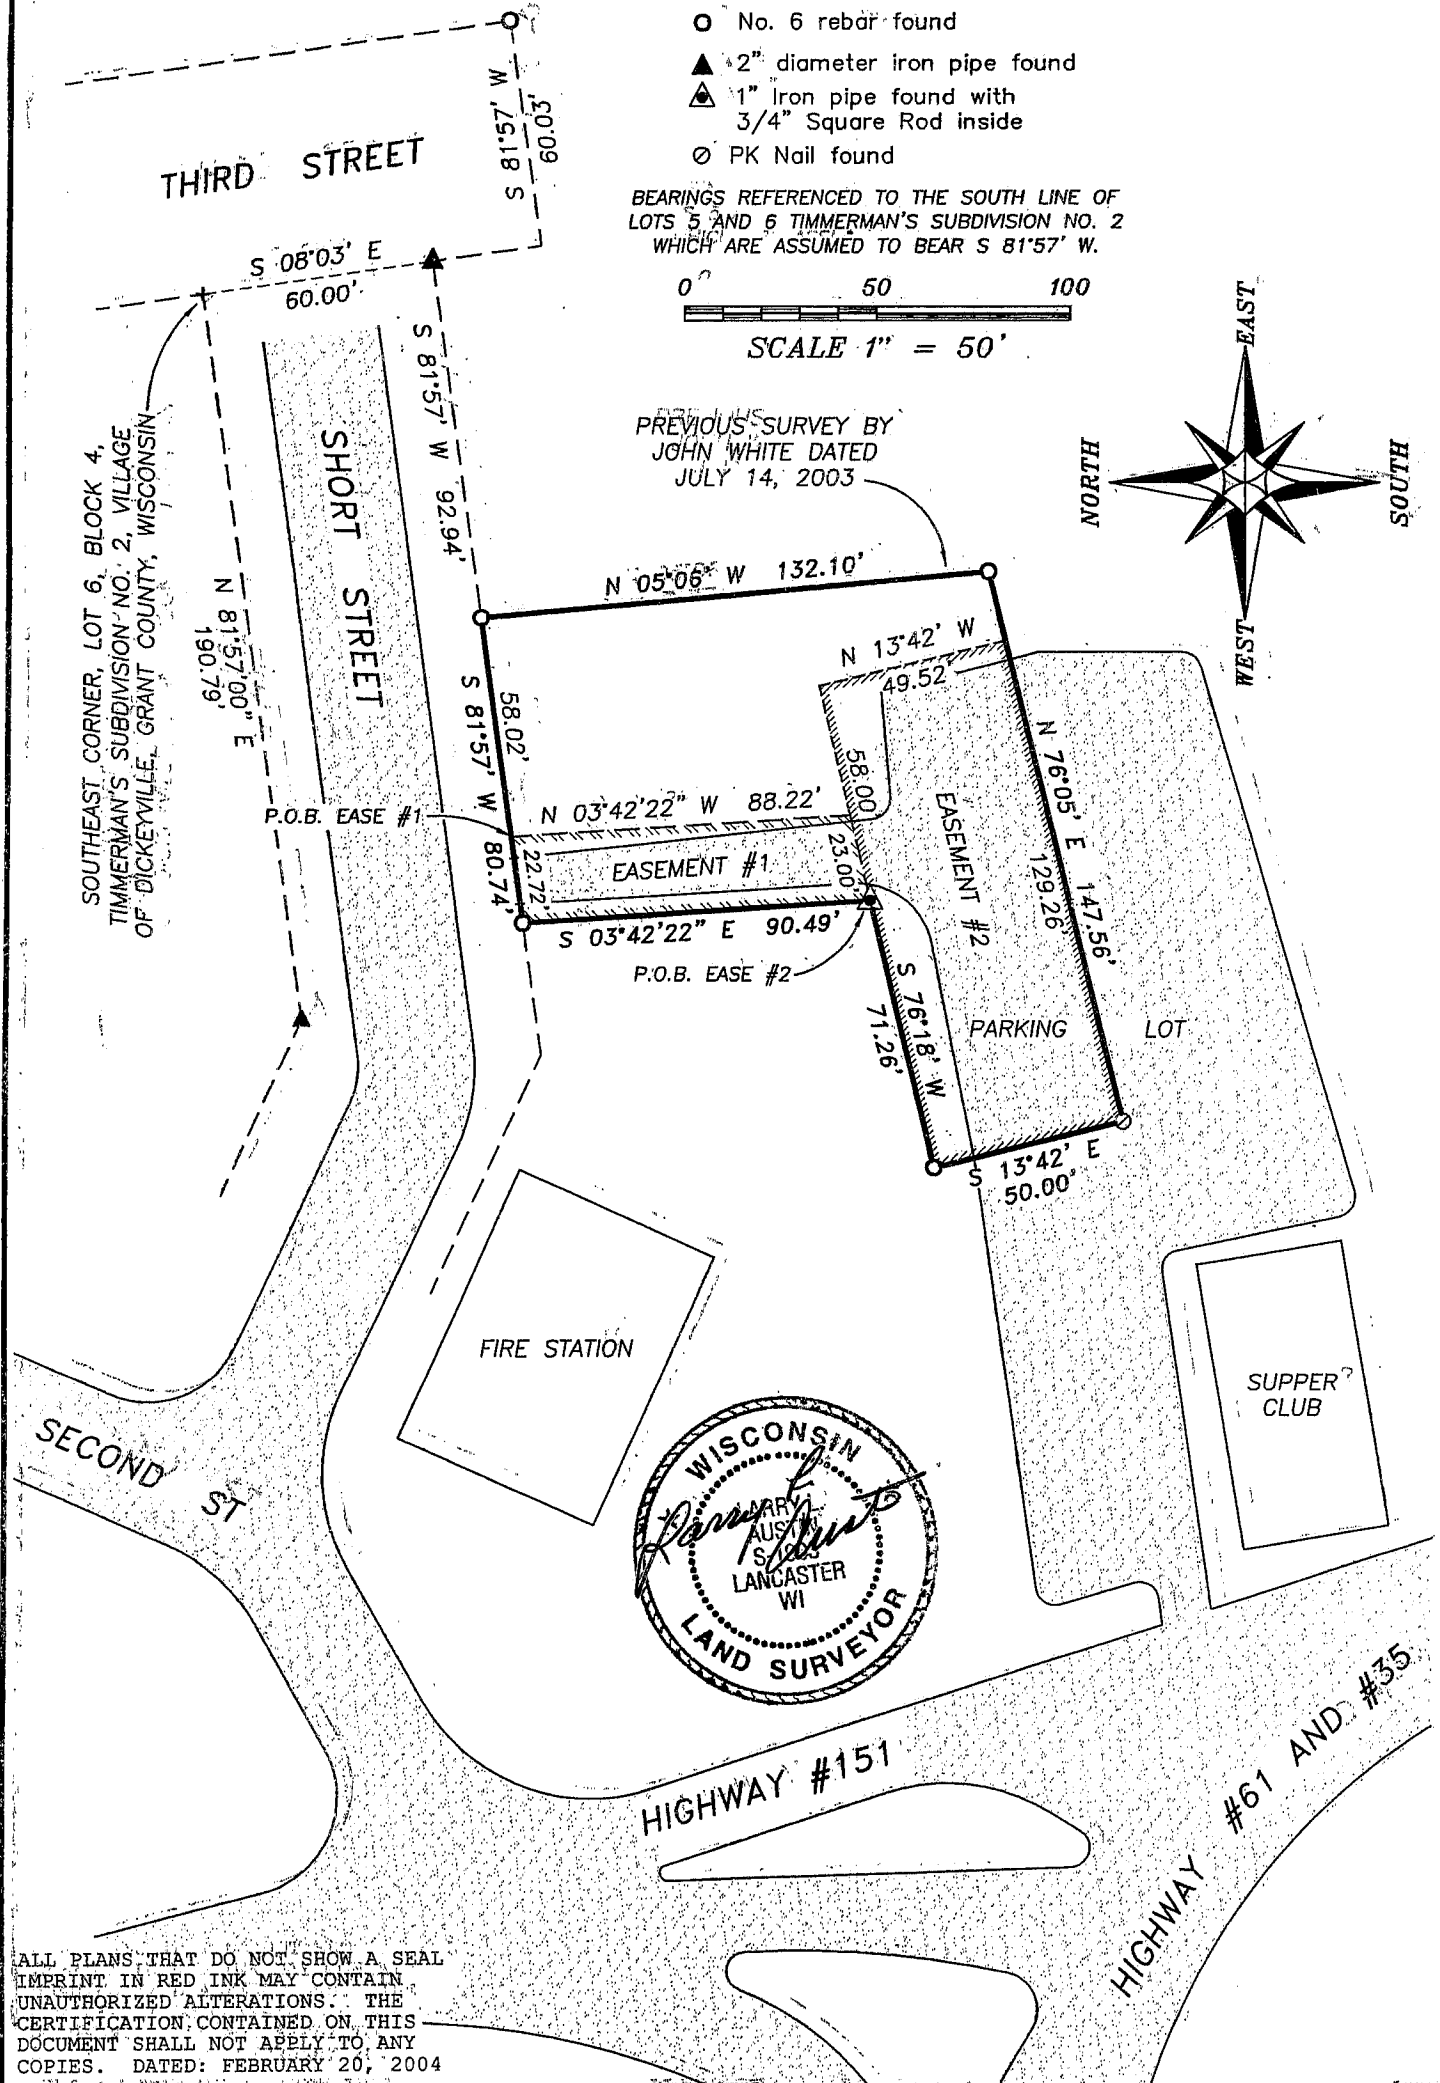 No. 6 rebar found
2" diameter iron pipe found
1" Iron pipe found with
3/4" Square Rod inside
PK Nail found
BEARINGS REFERENCED TO THE SOUTH LINE OF
LOTS 5 AND 6 TIMMERMAN'S SUBDIVISION NO. 2
WHICH ARE ASSUMED TO BEAR S 81°57' W.
0 50 100
SCALE 1" = 50'
S 81°57' W
60.03'
THIRD STREET
S 08°03' E
60.00'
S 81°57' W 92.94'
EAST
NORTH
SOUTH
WEST
PREVIOUS SURVEY BY
JOHN WHITE DATED
JULY 14, 2003
SOUTHEAST CORNER, LOT 6, BLOCK 4,
TIMMERMAN'S SUBDIVISION NO. 2, VILLAGE
OF DICKEYVILLE, GRANT COUNTY, WISCONSIN
SHORT STREET
N 81°57'00" E
190.79'
N 05°06' W 132.10'
N 13°42' W
49.52'
58.02'
S 81°57' W 80.74'
58.00'
N 76°05' E 147.56'
129.26'
P.O.B. EASE #1
N 03°42'22" W 88.22'
EASEMENT #1
22.72'
23.00'
EASEMENT #2
S 03°42'22" E 90.49'
P.O.B. EASE #2
S 76°18' W
71.26'
PARKING LOT
S 13°42' E
50.00'
FIRE STATION
SUPPER
CLUB
SECOND ST
WISCONSIN
Larry L Austin
LARRY L.
AUSTIN
LANCASTER
WI
LAND SURVEYOR
HIGHWAY #151
HIGHWAY #61 AND #35
ALL PLANS THAT DO NOT SHOW A SEAL
IMPRINT IN RED INK MAY CONTAIN
UNAUTHORIZED ALTERATIONS. THE
CERTIFICATION CONTAINED ON THIS
DOCUMENT SHALL NOT APPLY TO ANY
COPIES. DATED: FEBRUARY 20, 2004